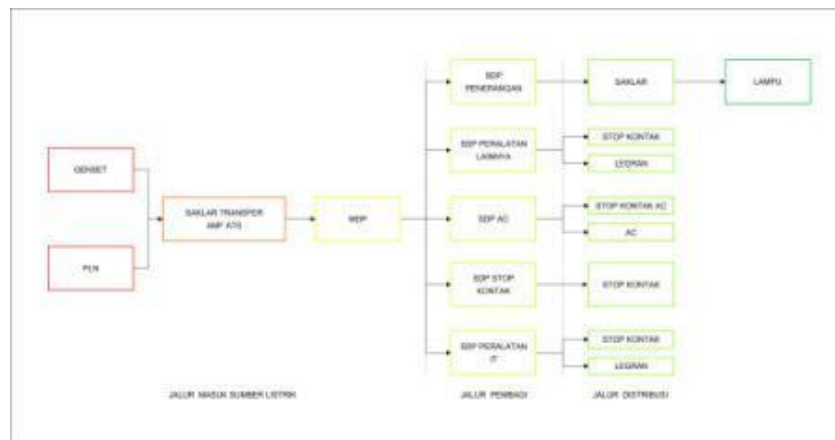 GENSET
PLN
SAKLAR TRANSFER
AMF ATS
MDP
SDP
PENERANGAN
SDP PERALATAN
LAINNYA
SDP AC
SDP STOP
KONTAK
SDP PERALATAN
IT
SAKLAR
STOP KONTAK
LEGRAN
STOP KONTAK AC
AC
STOP KONTAK
STOP KONTAK
LEGRAN
LAMPU
JALUR MASUK SUMBER LISTRIK
JALUR PEMBAGI
JALUR DISTRIBUSI